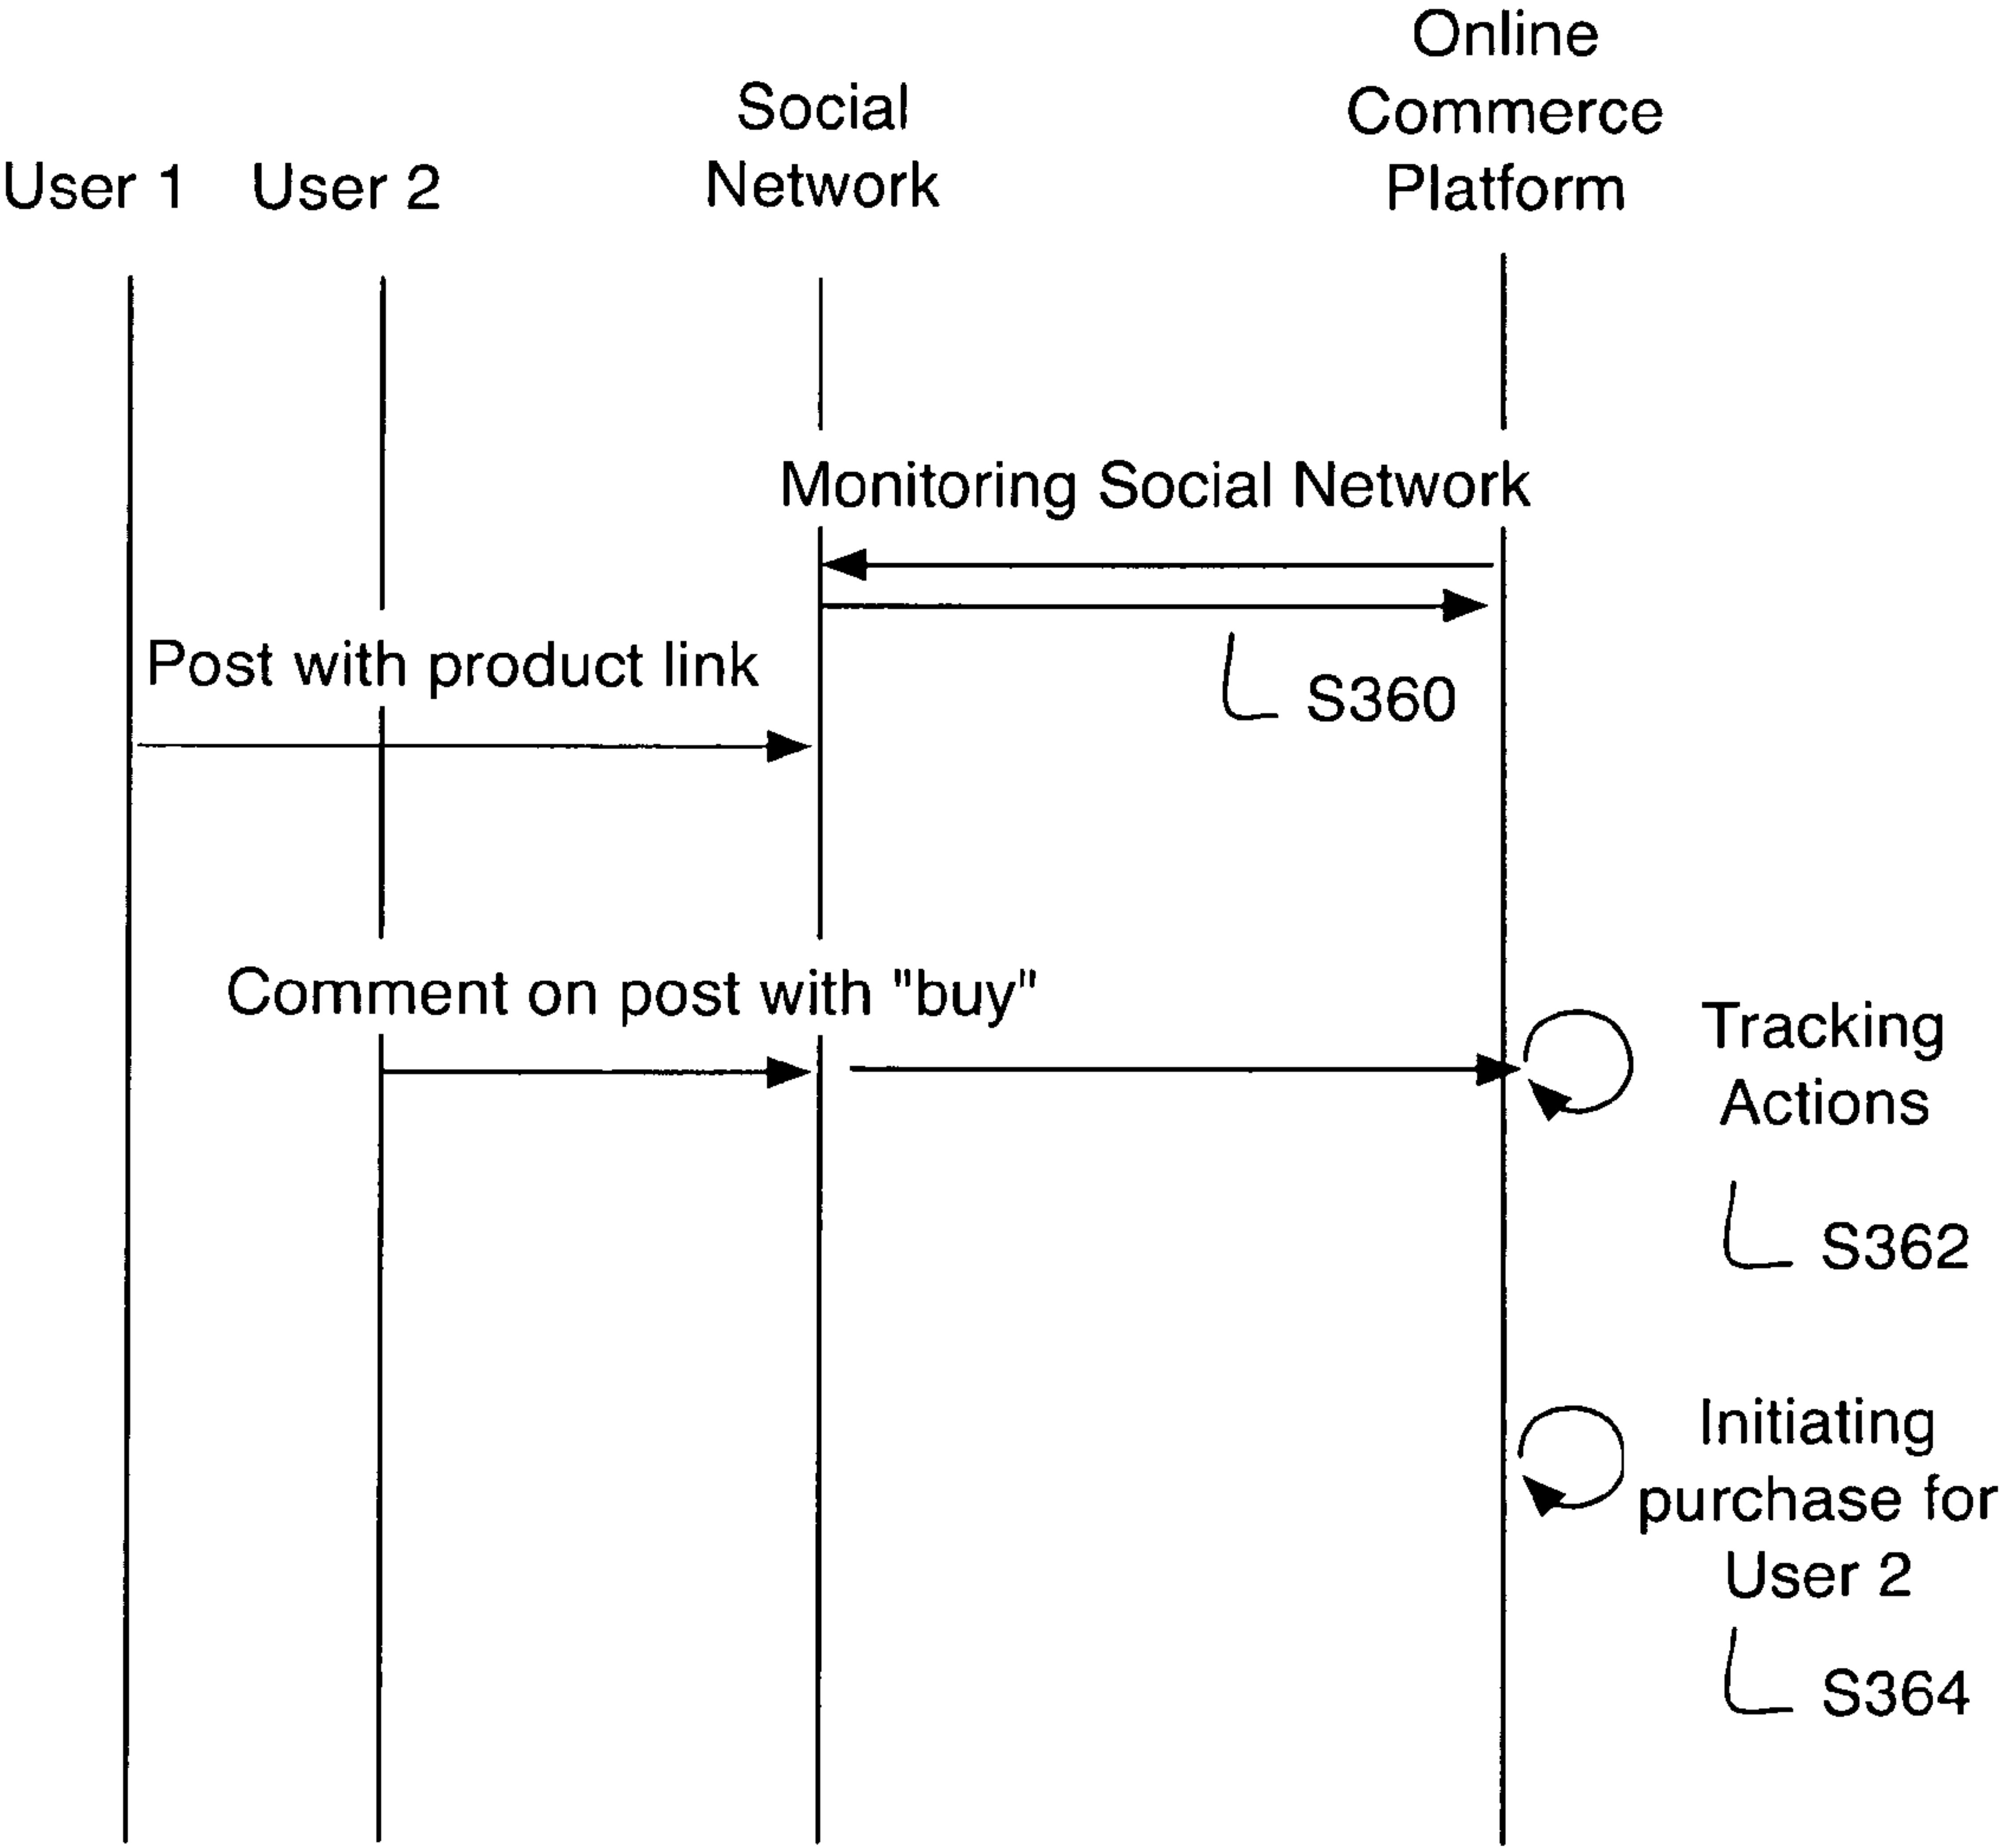 User 1
User 2
Social
Network
Online
Commerce
Platform
Monitoring Social Network
S360
Post with product link
Comment on post with "buy"
Tracking
Actions
S362
Initiating
purchase for
User 2
S364